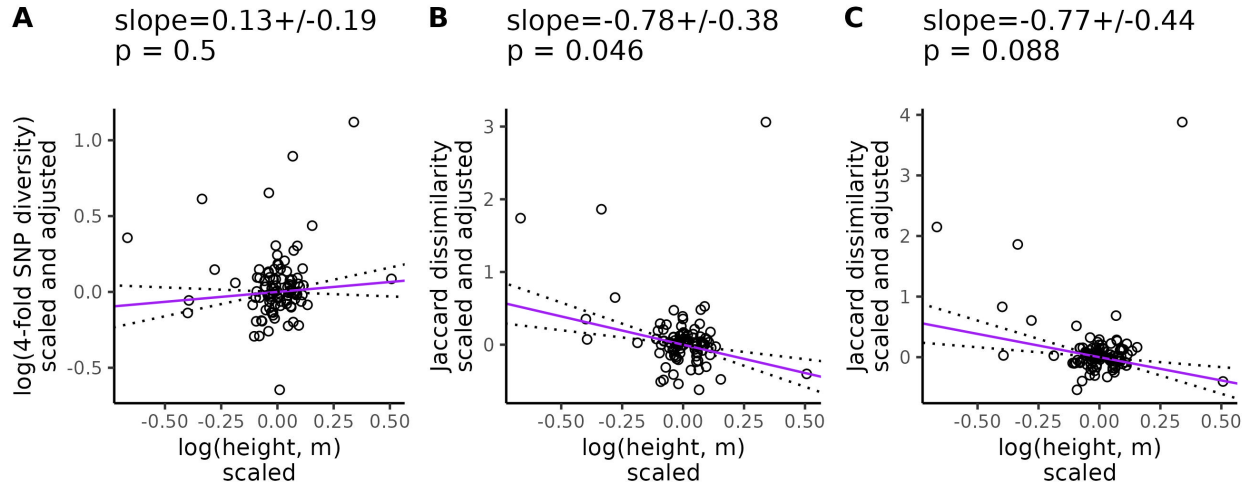 A
slope=0.13+/-0.19
p = 0.5
log(4-fold SNP diversity)
scaled and adjusted
1.0
0.5
0.0
-0.5
-0.50
-0.25
0.00
0.25
0.50
log(height, m)
scaled
B
slope=-0.78+/-0.38
p = 0.046
Jaccard dissimilarity
scaled and adjusted
3
2
1
0
-0.50
-0.25
0.00
0.25
0.50
log(height, m)
scaled
C
slope=-0.77+/-0.44
p = 0.088
Jaccard dissimilarity
scaled and adjusted
4
3
2
1
0
-0.50
-0.25
0.00
0.25
0.50
log(height, m)
scaled